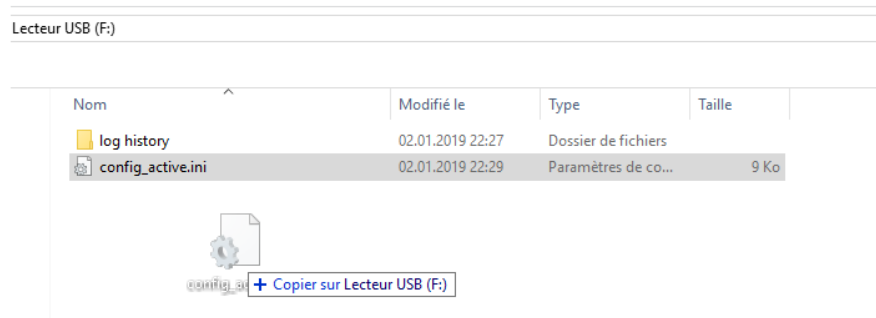 Lecteur USB (F:)
Nom Modifié le Type Taille
log history 02.01.2019 22:27 Dossier de fichiers
config_active.ini 02.01.2019 22:29 Paramètres de co... 9 Ko
+ Copier sur Lecteur USB (F:)